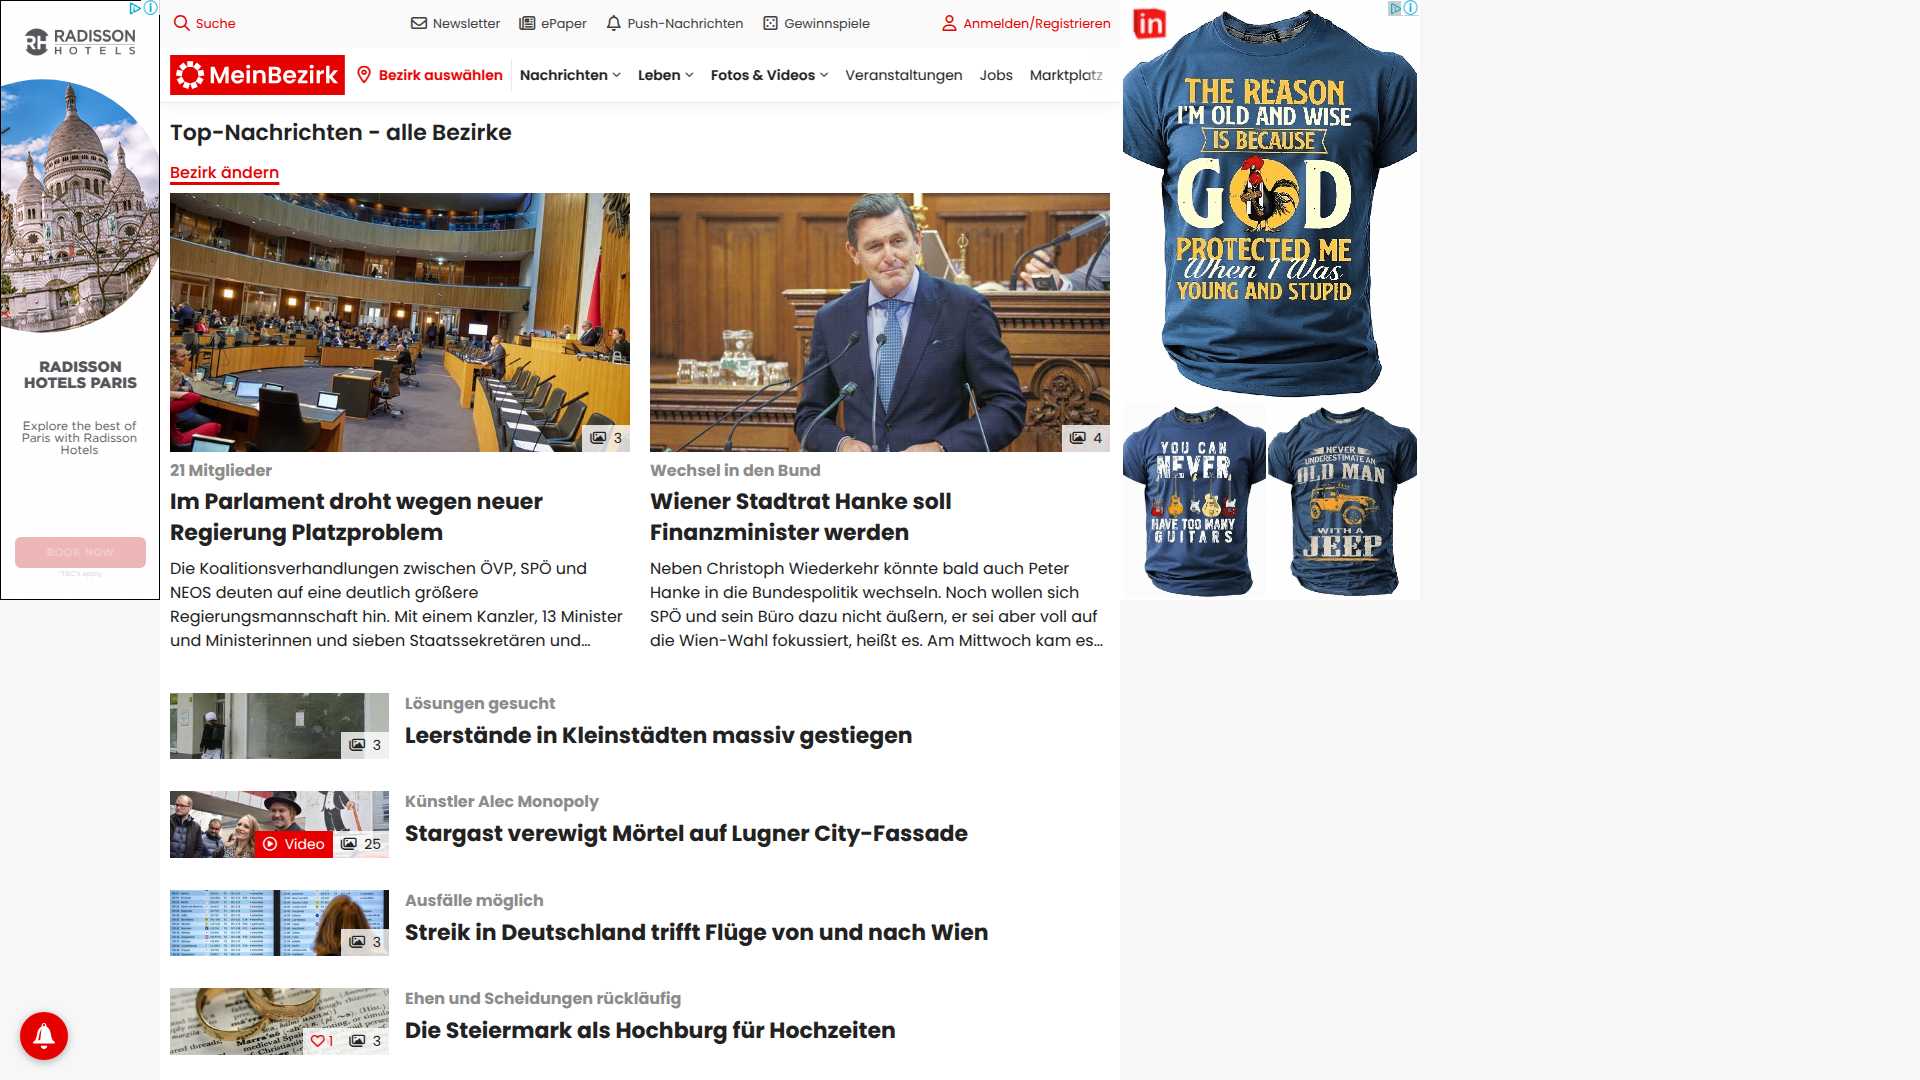 RADISSON
HOTELS
RADISSON
HOTELS PARIS
Explore the best of
Paris with Radisson
Hotels
BOOK NOW
Suche
Newsletter
ePaper
Push-Nachrichten
Gewinnspiele
Anmelden/Registrieren
MeinBezirk
Bezirk auswählen
Nachrichten
Leben
Fotos & Videos
Veranstaltungen
Jobs
Marktplatz
Top-Nachrichten - alle Bezirke
Bezirk ändern
3
21 Mitglieder
Im Parlament droht wegen neuer
Regierung Platzproblem
Die Koalitionsverhandlungen zwischen ÖVP, SPÖ und
NEOS deuten auf eine deutlich größere
Regierungsmannschaft hin. Mit einem Kanzler, 13 Minister
und Ministerinnen und sieben Staatssekretären und...
4
Wechsel in den Bund
Wiener Stadtrat Hanke soll
Finanzminister werden
Neben Christoph Wiederkehr könnte bald auch Peter
Hanke in die Bundespolitik wechseln. Noch wollen sich
SPÖ und sein Büro dazu nicht äußern, er sei aber voll auf
die Wien-Wahl fokussiert, heißt es. Am Mittwoch kam es...
3
Lösungen gesucht
Leerstände in Kleinstädten massiv gestiegen
Video
25
Künstler Alec Monopoly
Stargast verewigt Mörtel auf Lugner City-Fassade
3
Ausfälle möglich
Streik in Deutschland trifft Flüge von und nach Wien
1
3
Ehen und Scheidungen rückläufig
Die Steiermark als Hochburg für Hochzeiten
in
THE REASON
I'M OLD AND WISE
IS BECAUSE
GOD
PROTECTED ME
When I Was
YOUNG AND STUPID
YOU CAN
NEVER
HAVE TOO MANY
GUITARS
NEVER
UNDERESTIMATE AN
OLD MAN
WITH A
JEEP